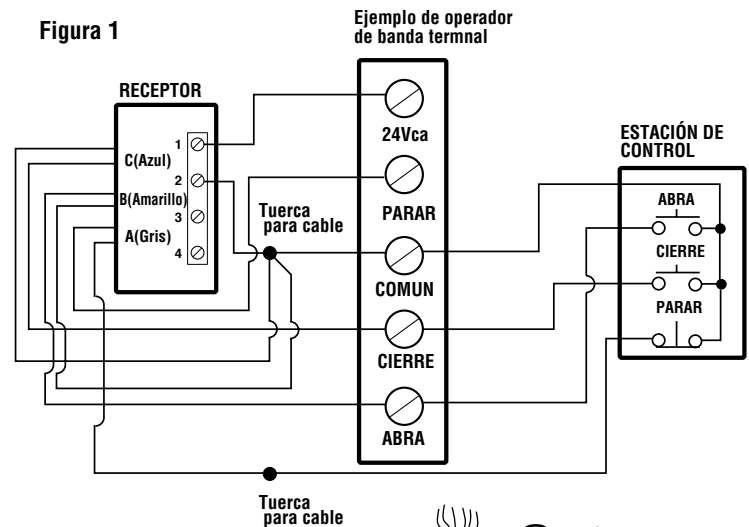 Figura 1
Ejemplo de operador
de banda termnal
RECEPTOR
1
C(Azul)
2
B(Amarillo)
3
A(Gris)
4
24Vca
PARAR
COMUN
CIERRE
ABRA
Tuerca
para cable
ESTACIÓN DE
CONTROL
ABRA
CIERRE
PARAR
Tuerca
para cable